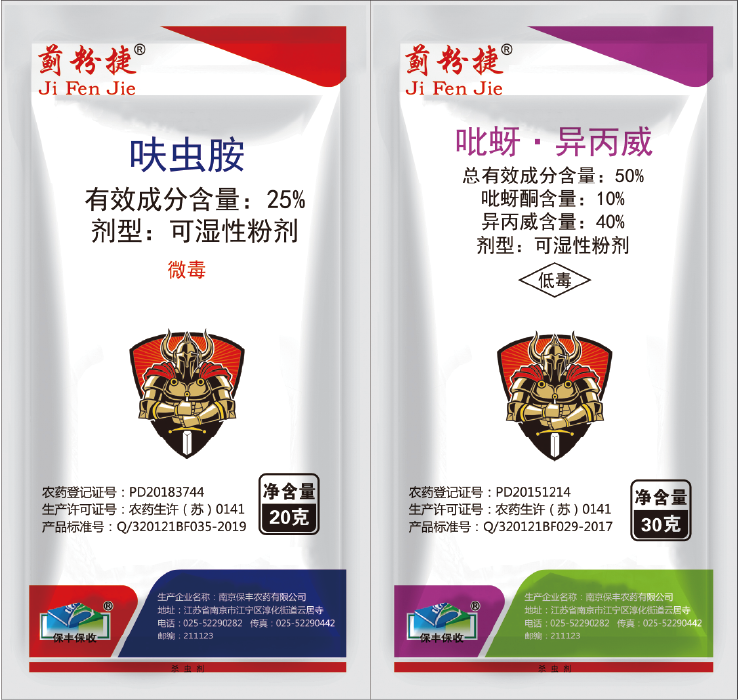 蓟粉捷®
Ji Fen Jie
呋虫胺
有效成分含量：25%
剂型：可湿性粉剂
微毒
农药登记证号：PD20183744
生产许可证号：农药生许（苏）0141
产品标准号：Q/320121BF035-2019
净含量
20克
®
保丰保收
生产企业名称：南京保丰农药有限公司
地址：江苏省南京市江宁区淳化街道云居寺
电话：025-52290282 传真：025-52290442
邮编：211123
杀虫剂
蓟粉捷®
Ji Fen Jie
吡蚜·异丙威
总有效成分含量：50%
吡蚜酮含量：10%
异丙威含量：40%
剂型：可湿性粉剂
低毒
农药登记证号：PD20151214
生产许可证号：农药生许（苏）0141
产品标准号：Q/320121BF029-2017
净含量
30克
®
保丰保收
生产企业名称：南京保丰农药有限公司
地址：江苏省南京市江宁区淳化街道云居寺
电话：025-52290282 传真：025-52290442
邮编：211123
杀虫剂